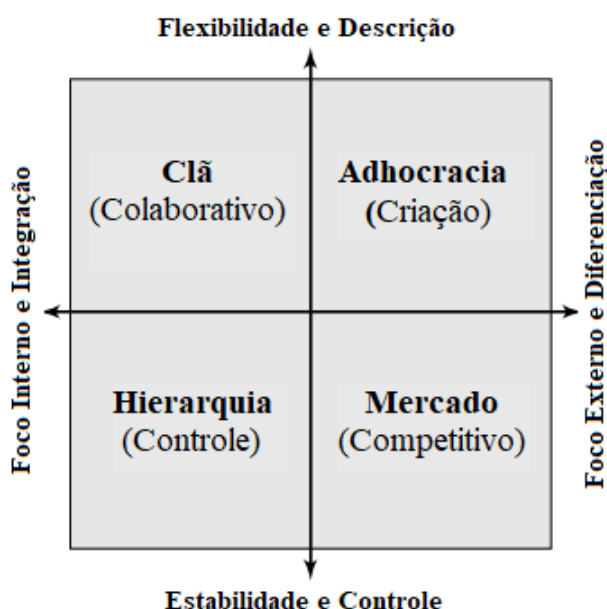 Flexibilidade e Descrição
Foco Interno e Integração
Clã
(Colaborativo)
Adhocracia
(Criação)
Hierarquia
(Controle)
Mercado
(Competitivo)
Foco Externo e Diferenciação
Estabilidade e Controle